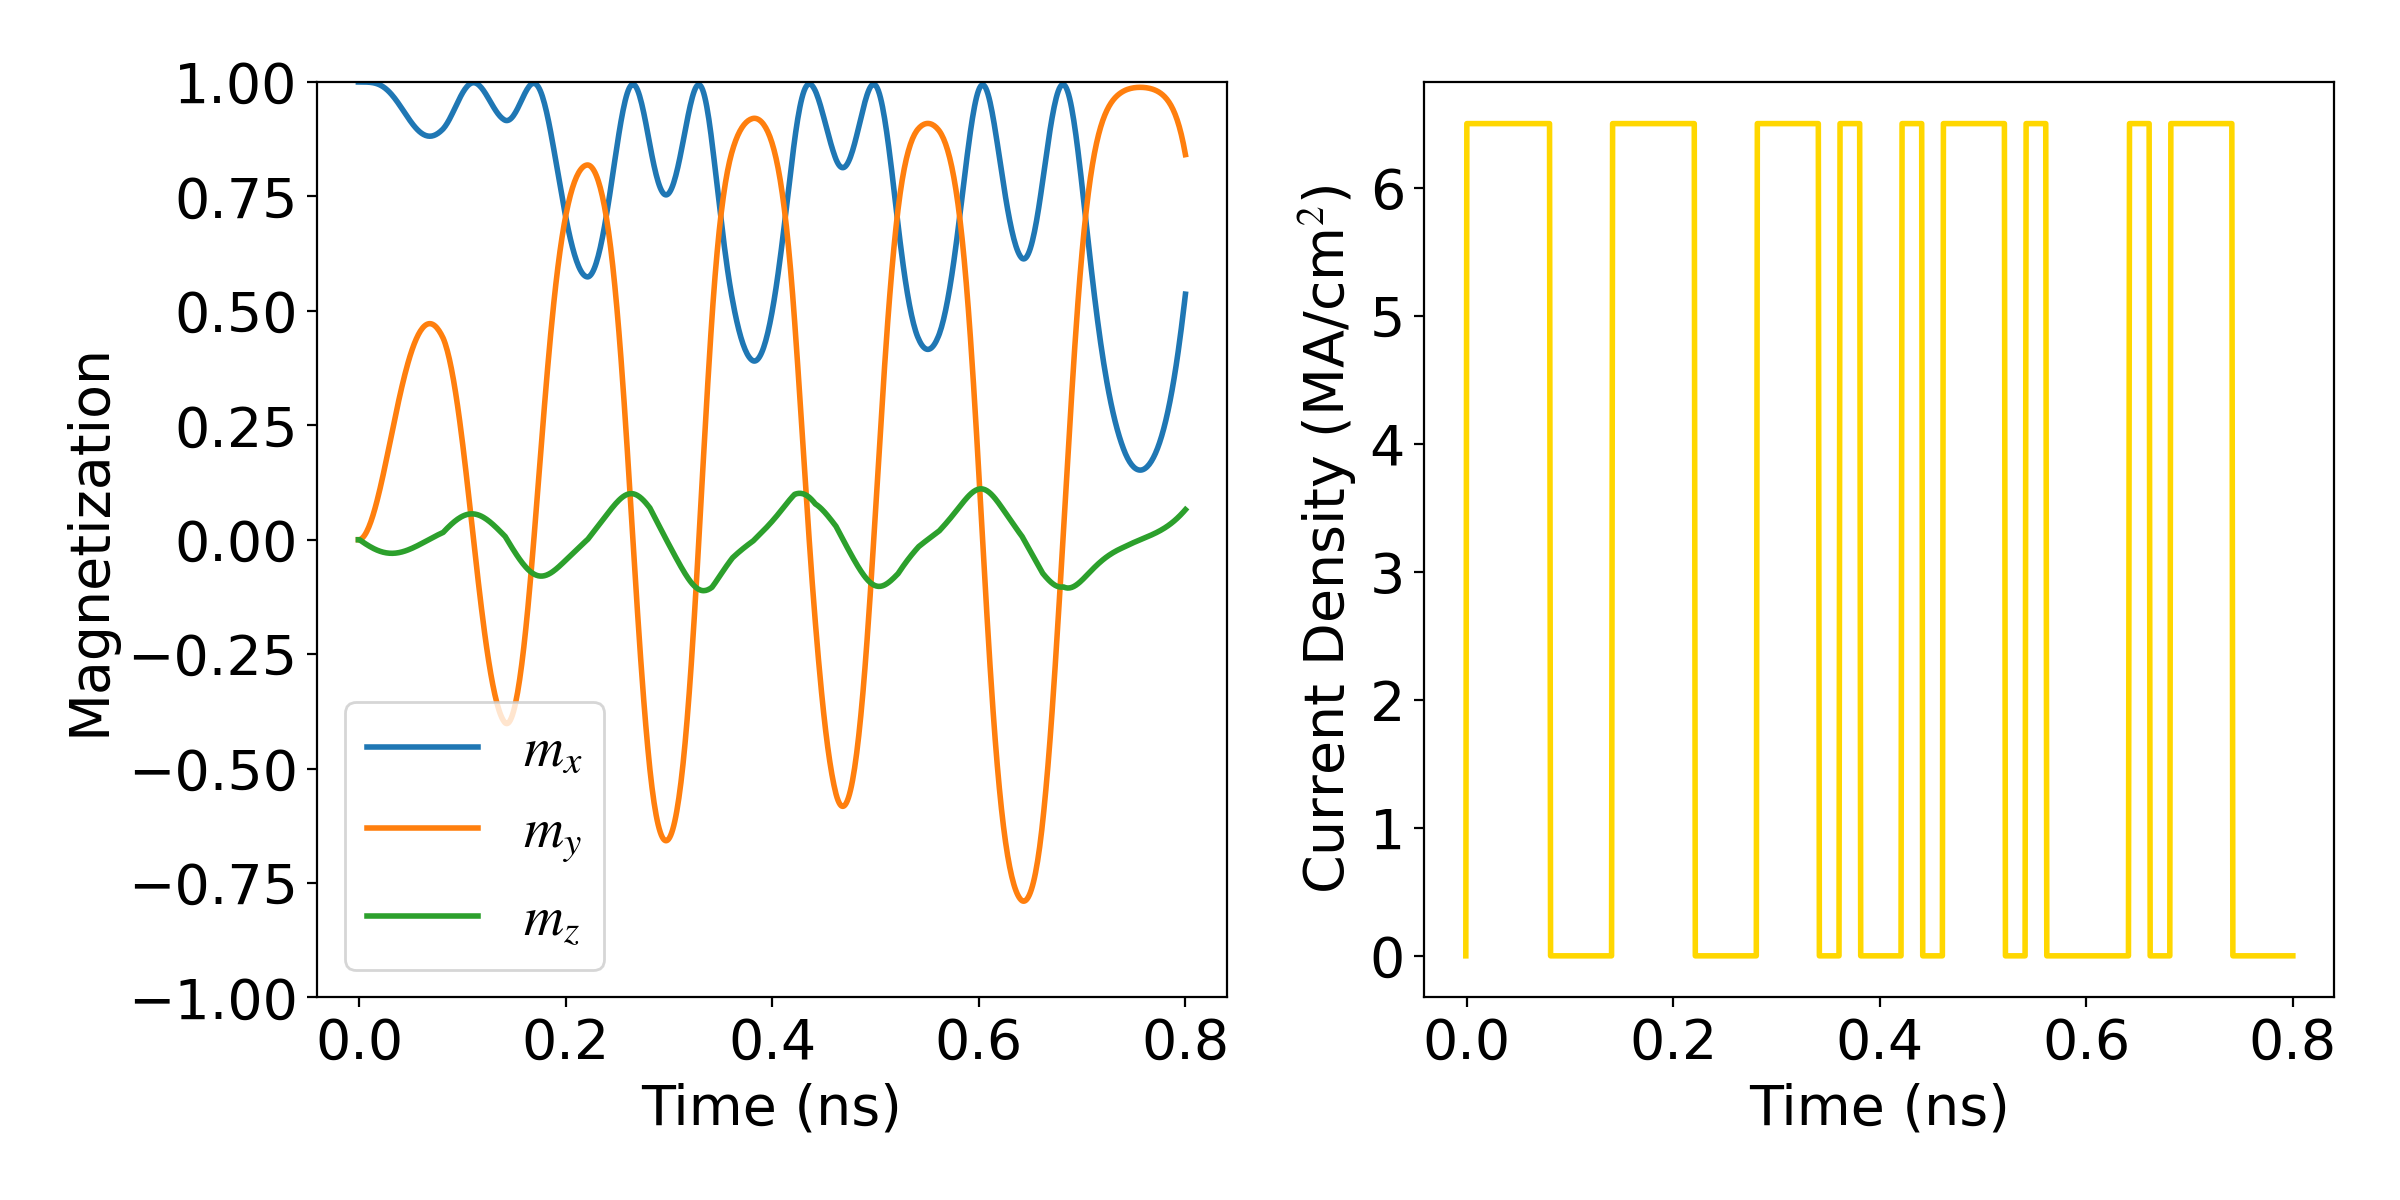 Magnetization
1.00
0.75
0.50
0.25
0.00
−0.25
−0.50
−0.75
−1.00
m_x
m_y
m_z
0.0 0.2 0.4 0.6 0.8
Time (ns)
Current Density (MA/cm²)
6
5
4
3
2
1
0
0.0 0.2 0.4 0.6 0.8
Time (ns)